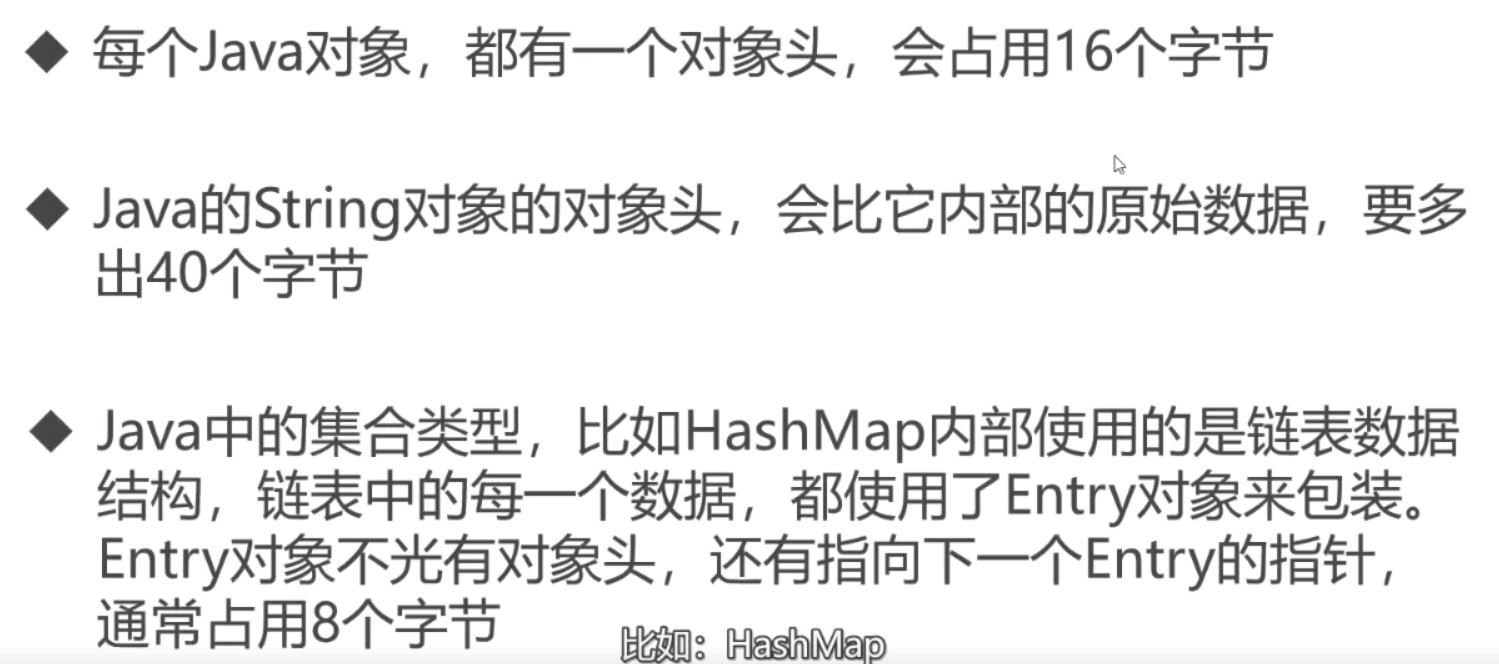 ◆ 每个Java对象，都有一个对象头，会占用16个字节
◆ Java的String对象的对象头，会比它内部的原始数据，要多
出40个字节
◆ Java中的集合类型，比如HashMap内部使用的是链表数据
结构，链表中的每一个数据，都使用了Entry对象来包装。
Entry对象不光有对象头，还有指向下一个Entry的指针，
通常占用8个字节
比如：HashMap